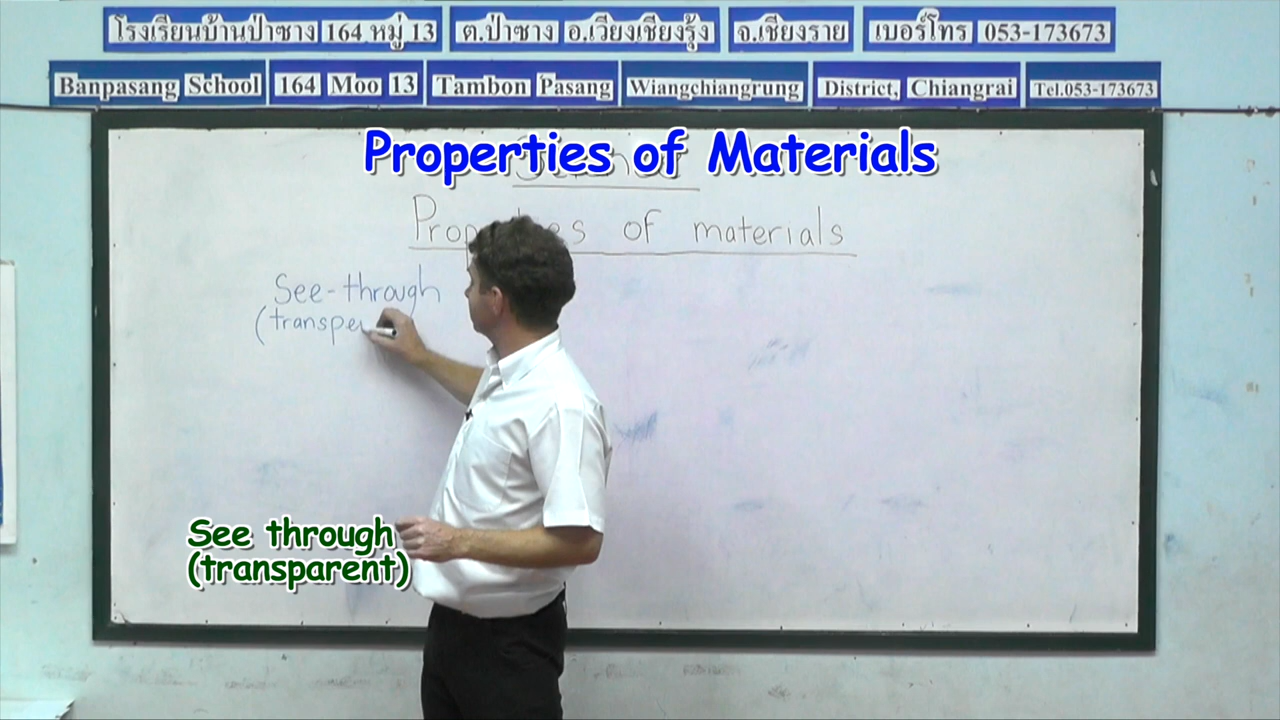 โรงเรียนบ้านป่าซาง 164 หมู่ 13 ต.ป่าซาง อ.เวียงเชียงรุ้ง จ.เชียงราย เบอร์โทร 053-173673
Banpasang School 164 Moo 13 Tambon Pasang Wiangchiangrung District, Chiangrai Tel.053-173673
Properties of Materials
of materials
See-through
(transpe
See through
(transparent)